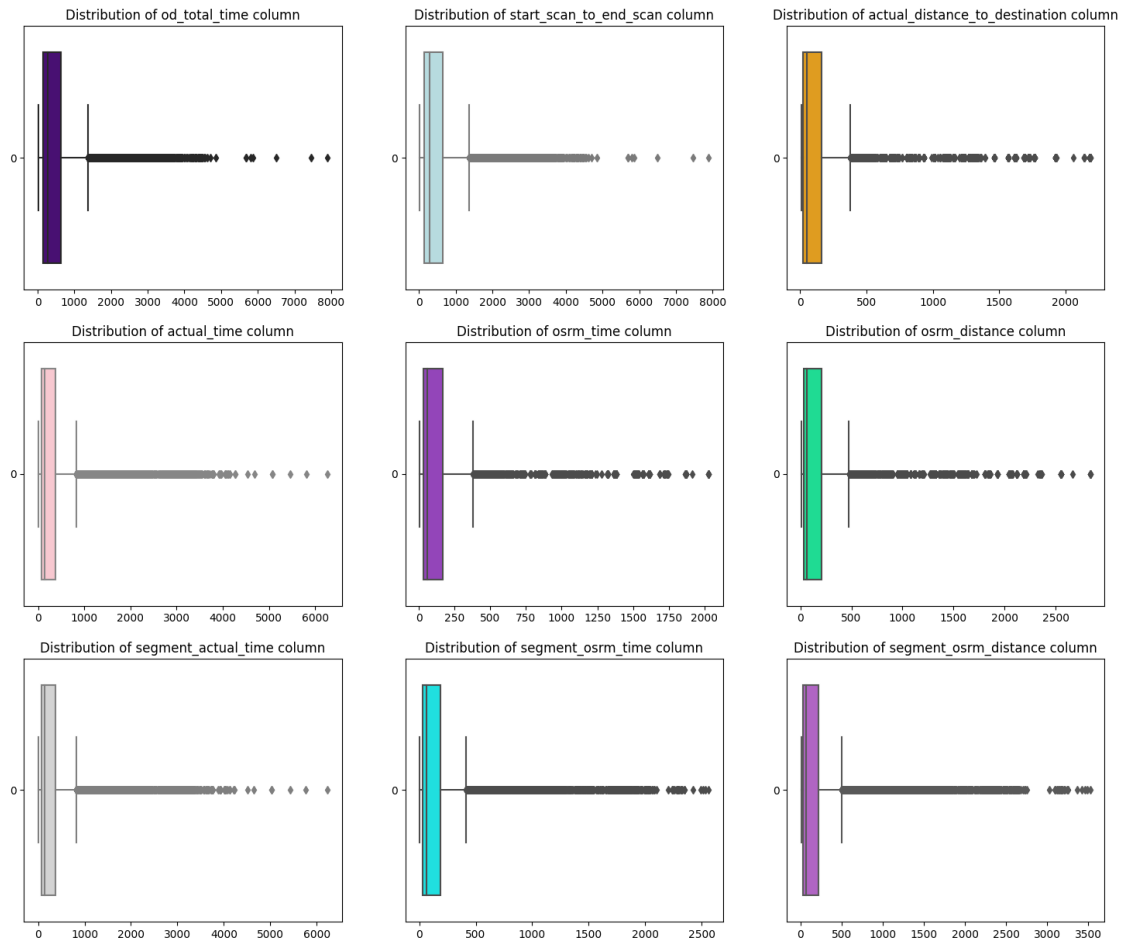 Distribution of od_total_time column
Distribution of start_scan_to_end_scan column
Distribution of actual_distance_to_destination column
0
0
0
0 1000 2000 3000 4000 5000 6000 7000 8000
0 1000 2000 3000 4000 5000 6000 7000 8000
0 500 1000 1500 2000
Distribution of actual_time column
Distribution of osrm_time column
Distribution of osrm_distance column
0
0
0
0 1000 2000 3000 4000 5000 6000
0 250 500 750 1000 1250 1500 1750 2000
0 500 1000 1500 2000 2500
Distribution of segment_actual_time column
Distribution of segment_osrm_time column
Distribution of segment_osrm_distance column
0
0
0
0 1000 2000 3000 4000 5000 6000
0 500 1000 1500 2000 2500
0 500 1000 1500 2000 2500 3000 3500